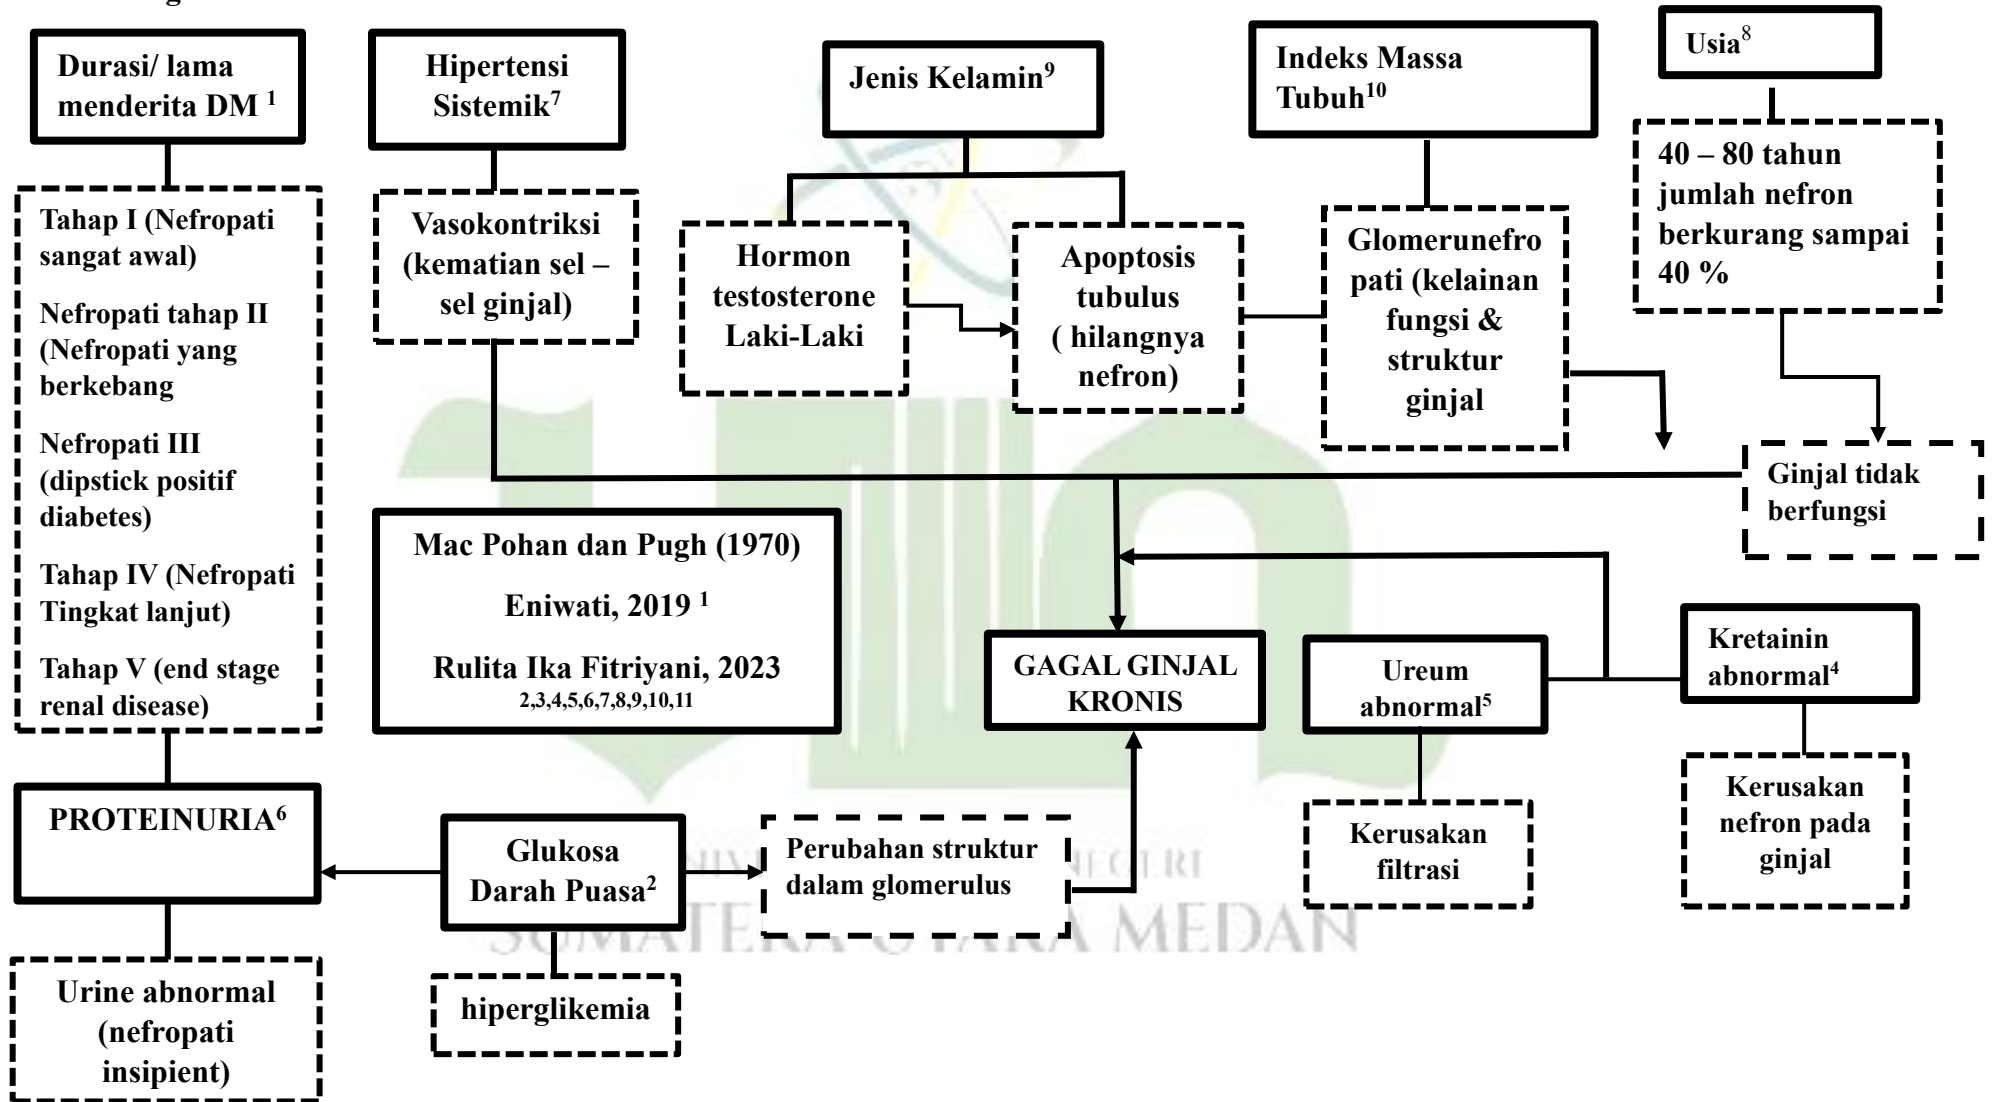 Durasi/ lama
menderita DM ¹
Hipertensi
Sistemik⁷
Jenis Kelamin⁹
Indeks Massa
Tubuh¹⁰
Usia⁸
Tahap I (Nefropati
sangat awal)
Nefropati tahap II
(Nefropati yang
berkebang
Nefropati III
(dipstick positif
diabetes)
Tahap IV (Nefropati
Tingkat lanjut)
Tahap V (end stage
renal disease)
Vasokontriksi
(kematian sel –
sel ginjal)
Hormon
testosterone
Laki-Laki
Apoptosis
tubulus
( hilangnya
nefron)
Glomerunefro
pati (kelainan
fungsi &
struktur
ginjal
40 – 80 tahun
jumlah nefron
berkurang sampai
40 %
Ginjal tidak
berfungsi
Mac Pohan dan Pugh (1970)
Eniwati, 2019 ¹
Rulita Ika Fitriyani, 2023
2,3,4,5,6,7,8,9,10,11
GAGAL GINJAL
KRONIS
Ureum
abnormal⁵
Kretainin
abnormal⁴
PROTEINURIA⁶
Glukosa
Darah Puasa²
Perubahan struktur
dalam glomerulus
Kerusakan
filtrasi
Kerusakan
nefron pada
ginjal
Urine abnormal
(nefropati
insipient)
hiperglikemia
SUMATERA UTARA MEDAN